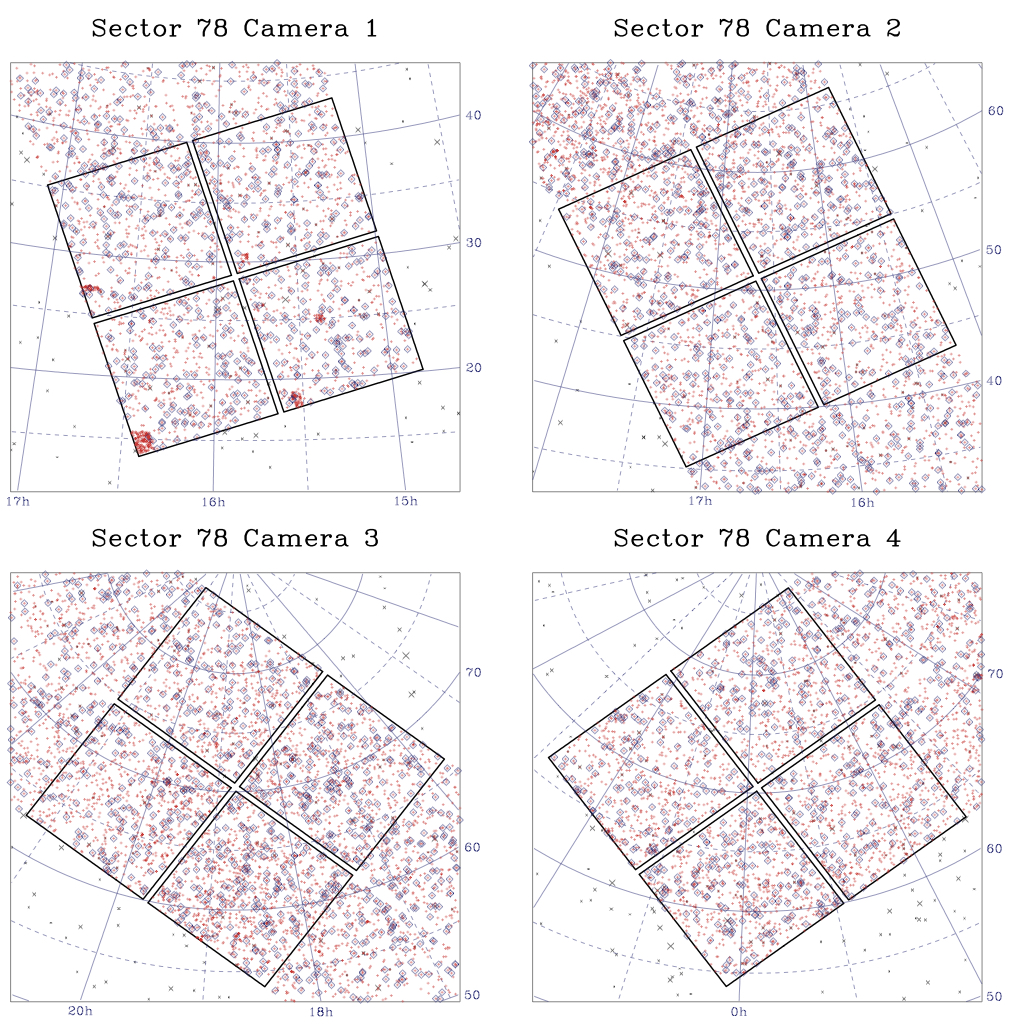 Sector 78 Camera 1
Sector 78 Camera 2
40
30
20
17h 16h 15h
60
50
40
17h 16h
Sector 78 Camera 3
Sector 78 Camera 4
70
60
50
20h 18h
70
60
50
0h